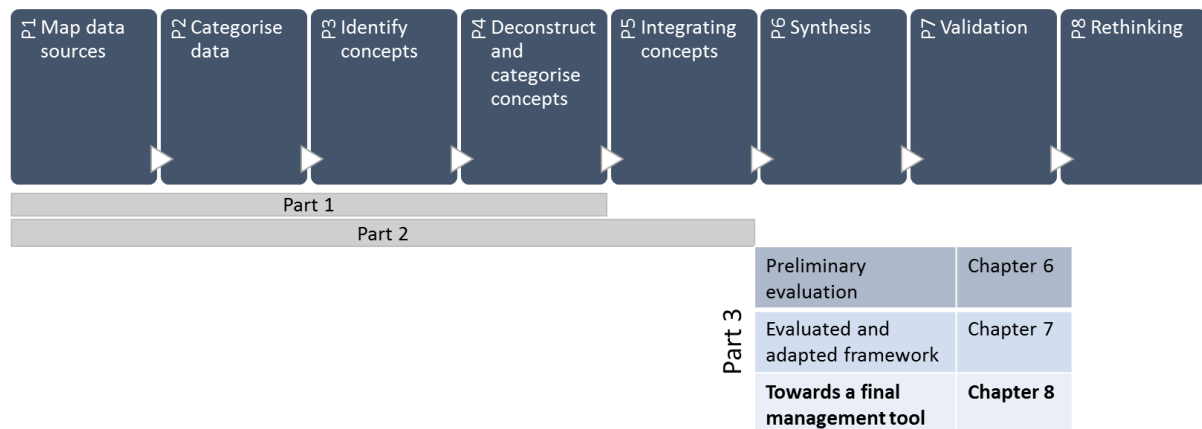 P1 Map data
sources
P2 Categorise
data
P3 Identify
concepts
P4 Deconstruct
and
categorise
concepts
P5 Integrating
concepts
P6 Synthesis
P7 Validation
P8 Rethinking
Part 1
Part 2
Part 3
Preliminary
evaluation
Chapter 6
Evaluated and
adapted framework
Chapter 7
Towards a final
management tool
Chapter 8